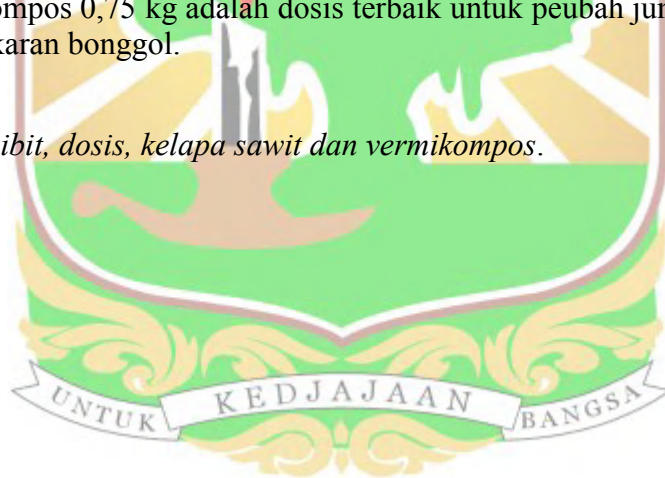 ompos 0,75 kg adalah dosis terbaik untuk peubah jur
karan bonggol.
ibit, dosis, kelapa sawit dan vermikompos.
UNTUK KEDJAJAAN BANGSA